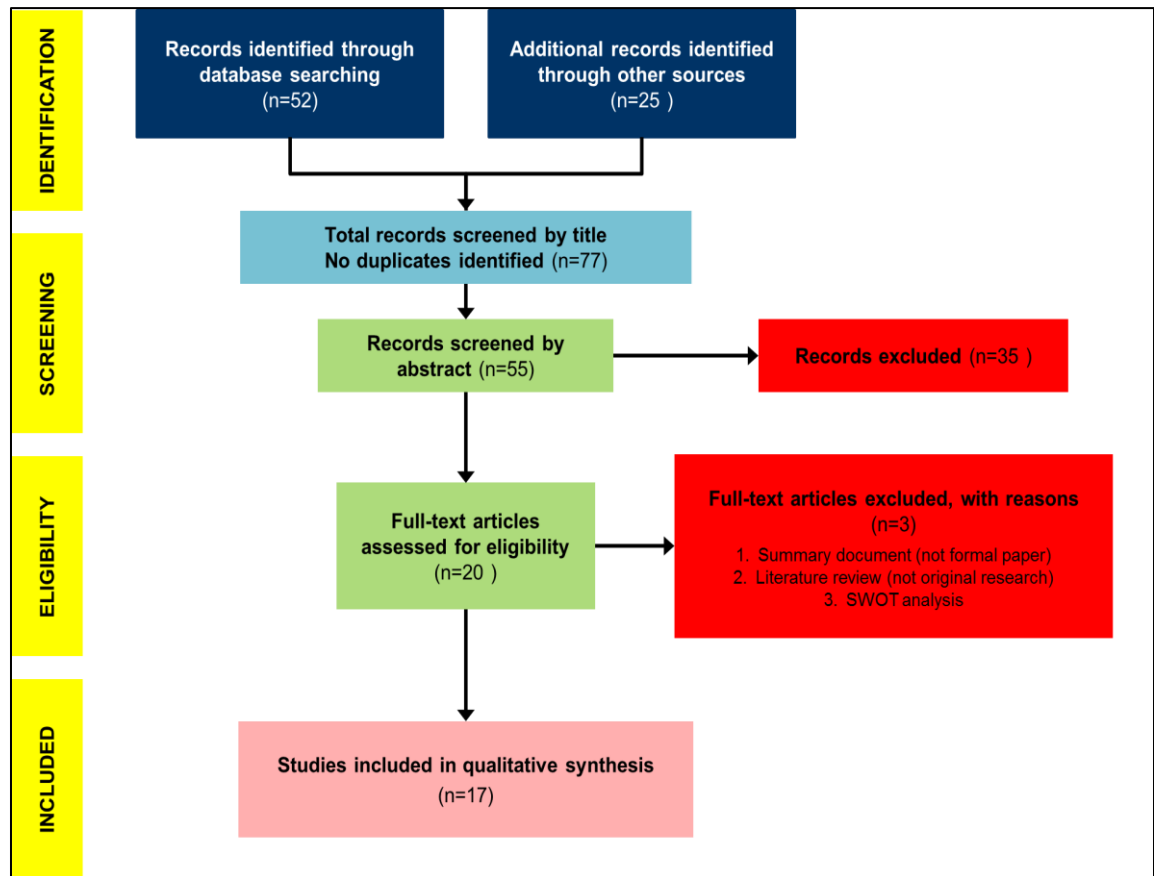 IDENTIFICATION
Records identified through
database searching
(n=52)
Additional records identified
through other sources
(n=25 )
SCREENING
Total records screened by title
No duplicates identified (n=77)
Records screened by
abstract (n=55)
Records excluded (n=35 )
ELIGIBILITY
Full-text articles
assessed for eligibility
(n=20 )
Full-text articles excluded, with reasons
(n=3)
1. Summary document (not formal paper)
2. Literature review (not original research)
3. SWOT analysis
INCLUDED
Studies included in qualitative synthesis
(n=17)